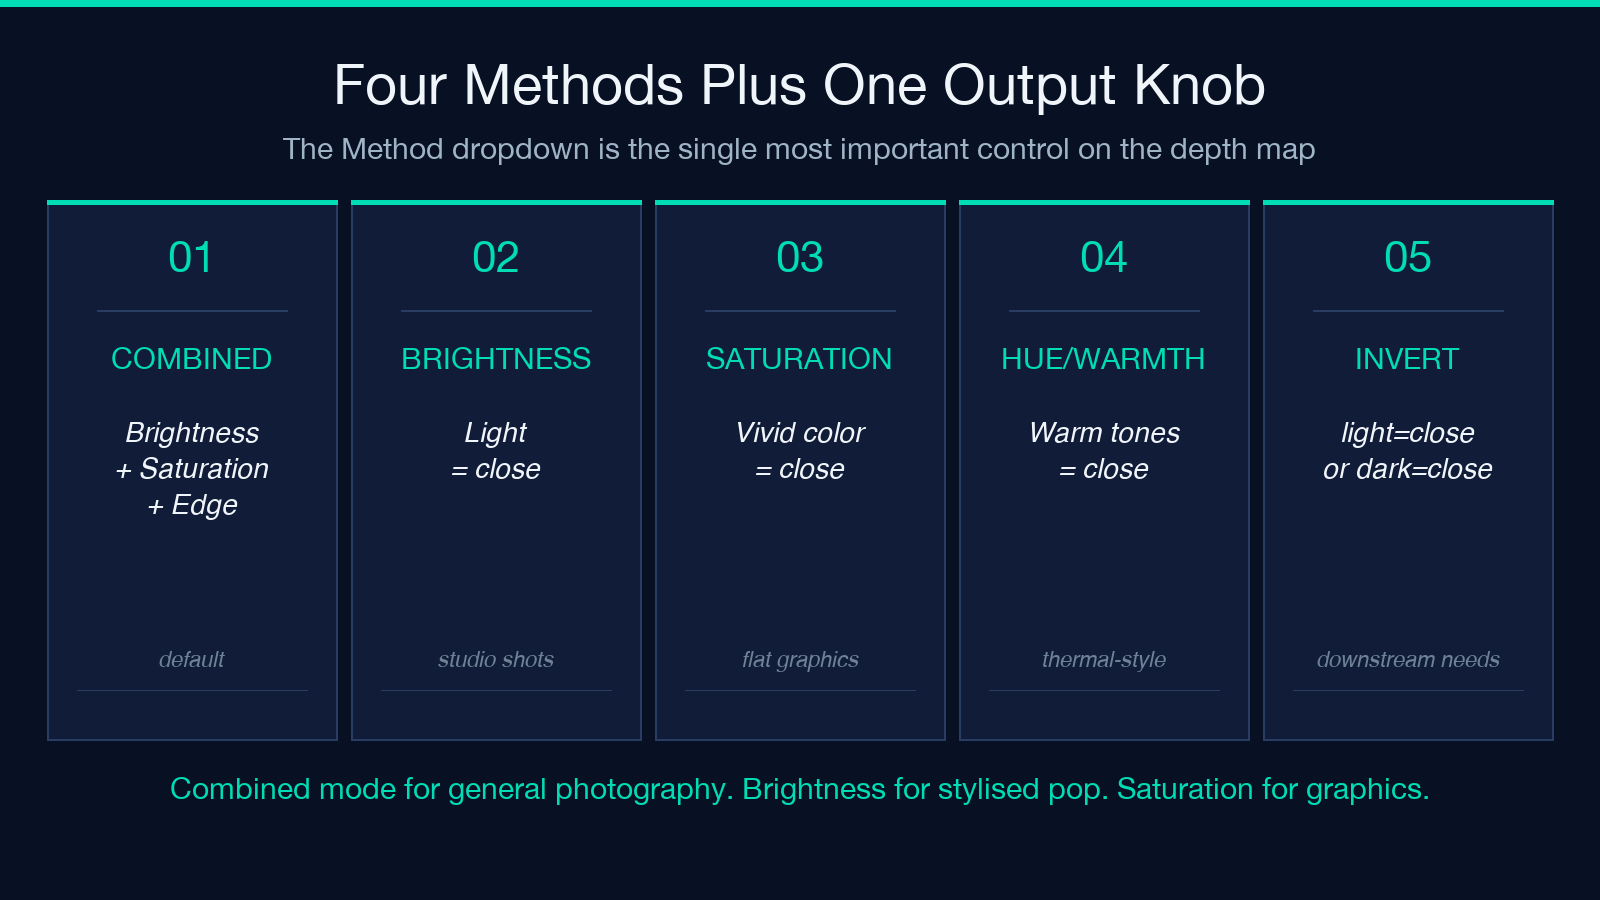 Four Methods Plus One Output Knob
The Method dropdown is the single most important control on the depth map
01
COMBINED
Brightness
+ Saturation
+ Edge
default
02
BRIGHTNESS
Light
= close
studio shots
03
SATURATION
Vivid color
= close
flat graphics
04
HUE/WARMTH
Warm tones
= close
thermal-style
05
INVERT
light=close
or dark=close
downstream needs
Combined mode for general photography. Brightness for stylised pop. Saturation for graphics.